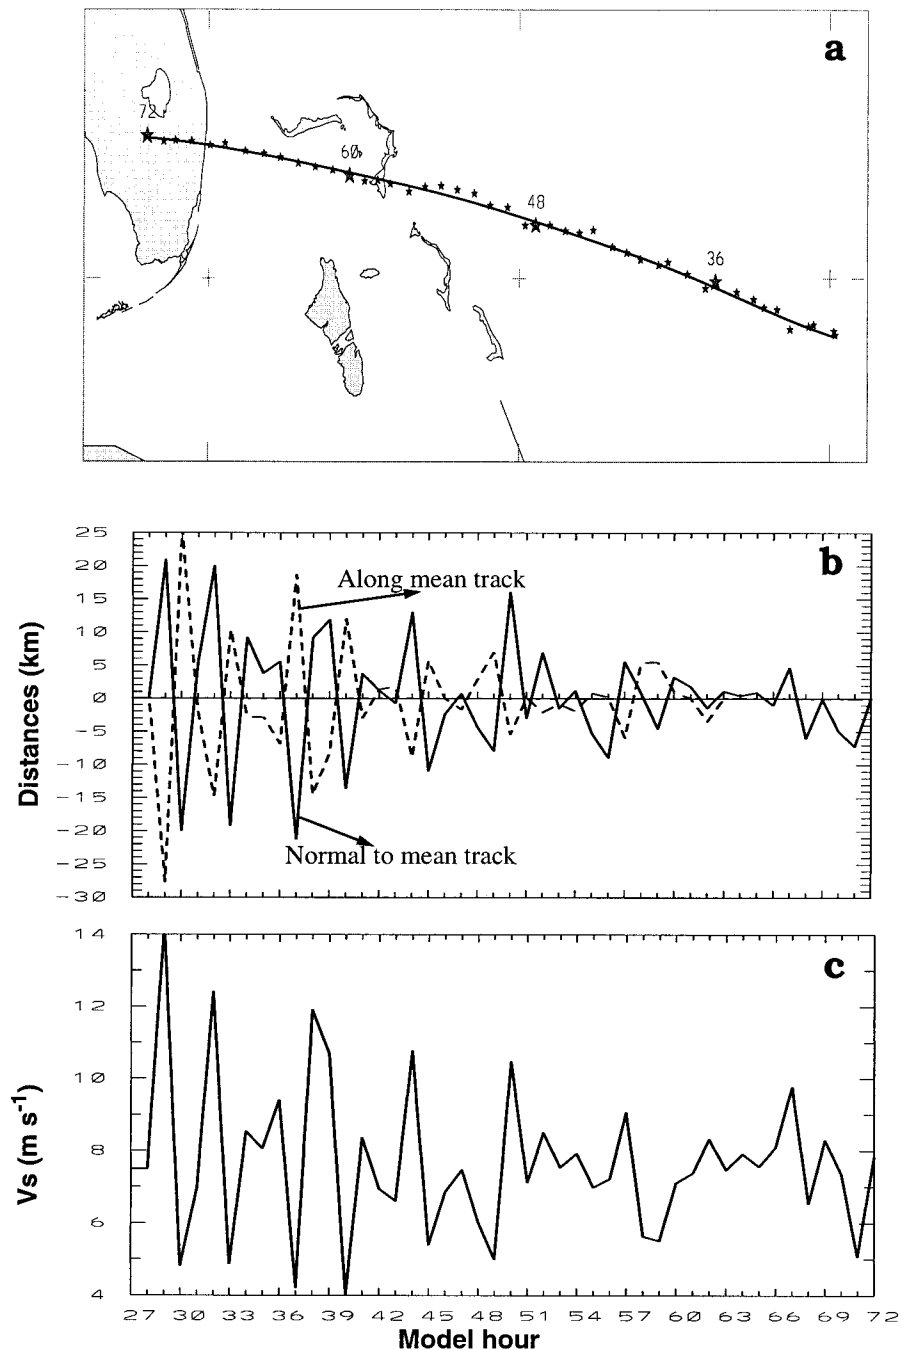 a
72
60
48
36
25
b
20
Along mean track
15
10
5
0
-5
-10
-15
-20
-25
-30
Normal to mean track
Distances (km)
14
c
12
10
8
6
4
Vs (m s-1)
27 30 33 36 39 42 45 48 51 54 57 60 63 66 69 72
Model hour